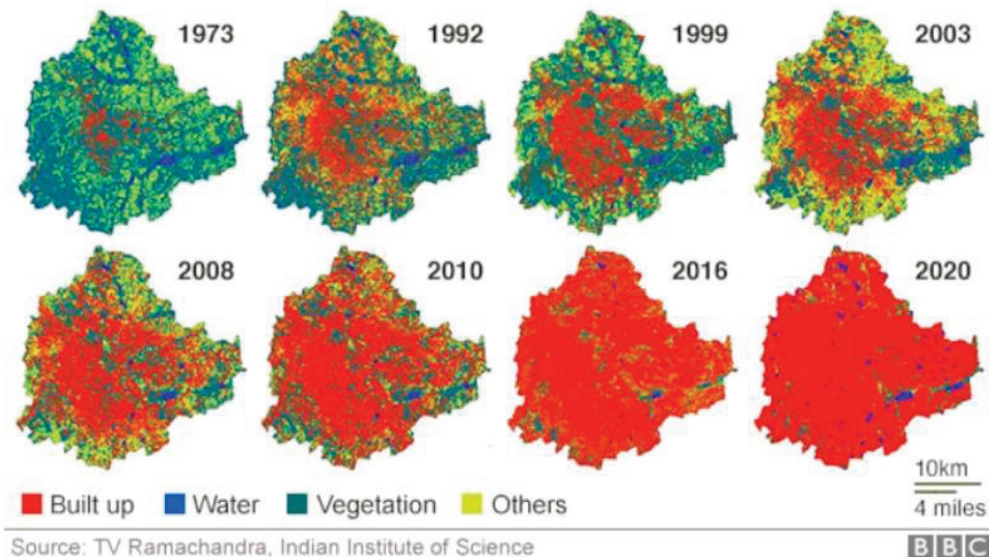 1973 1992 1999 2003
2008 2010 2016 2020
10km
4 miles
Built up Water Vegetation Others
Source: TV Ramachandra, Indian Institute of Science
BBC